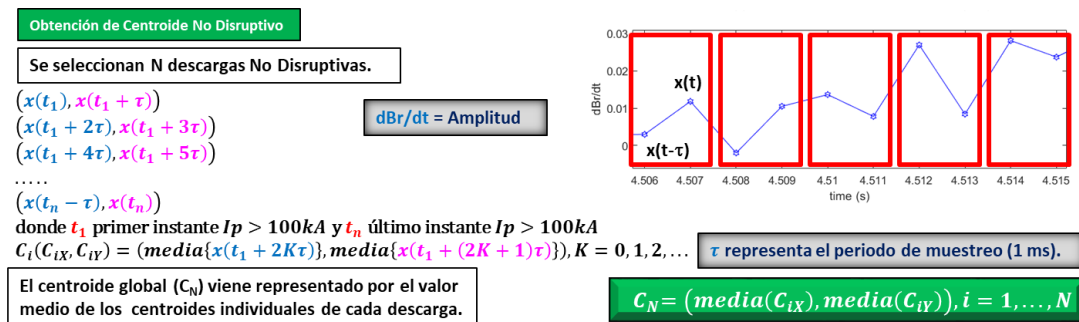 Obtención de Centroide No Disruptivo
Se seleccionan N descargas No Disruptivas.
(x(t₁), x(t₁ + τ))
(x(t₁ + 2τ), x(t₁ + 3τ))
(x(t₁ + 4τ), x(t₁ + 5τ))
.....
(x(tₙ − τ), x(tₙ))
donde t₁ primer instante Ip > 100kA y tₙ último instante Ip > 100kA
Cᵢ(CᵢX, CᵢY) = (media{x(t₁ + 2Kτ)}, media{x(t₁ + (2K + 1)τ)}), K = 0, 1, 2, ...
El centroide global (C_N) viene representado por el valor
medio de los centroides individuales de cada descarga.
dBr/dt = Amplitud
0.03
0.02
0.01
0
dBr/dt
x(t)
x(t-τ)
4.506 4.507 4.508 4.509 4.51 4.511 4.512 4.513 4.514 4.515
time (s)
τ representa el periodo de muestreo (1 ms).
C_N = (media(CᵢX), media(CᵢY)), i = 1, ..., N